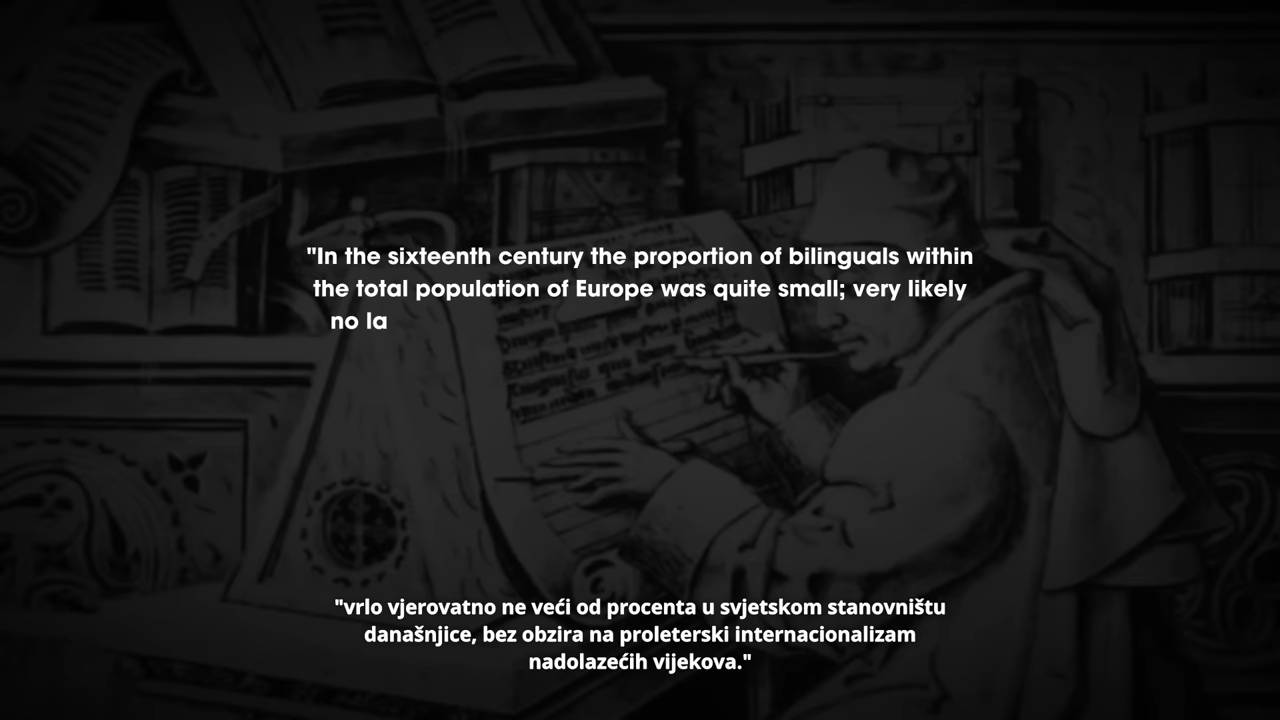 "In the sixteenth century the proportion of bilinguals within
the total population of Europe was quite small; very likely
no la
"vrlo vjerovatno ne veći od procenta u svjetskom stanovništu
današnjice, bez obzira na proleterski internacionalizam
nadolazećih vijekova."